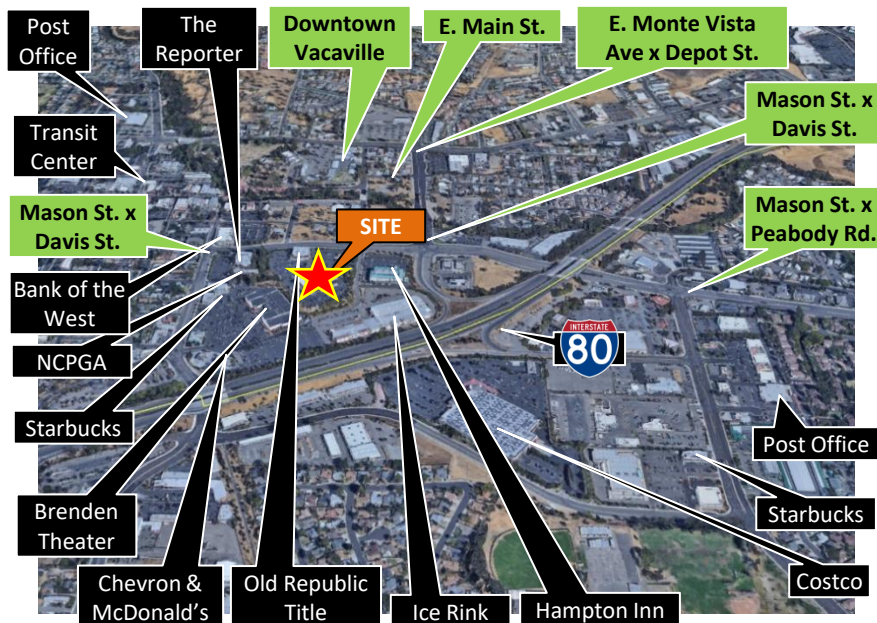 Post
Office
The
Reporter
Downtown
Vacaville
E. Main St.
E. Monte Vista
Ave x Depot St.
Transit
Center
Mason St. x
Davis St.
Mason St. x
Davis St.
SITE
Mason St. x
Peabody Rd.
Bank of the
West
NCPGA
INTERSTATE
80
Starbucks
Post Office
Brenden
Theater
Starbucks
Chevron &
McDonald's
Old Republic
Title
Ice Rink
Hampton Inn
Costco